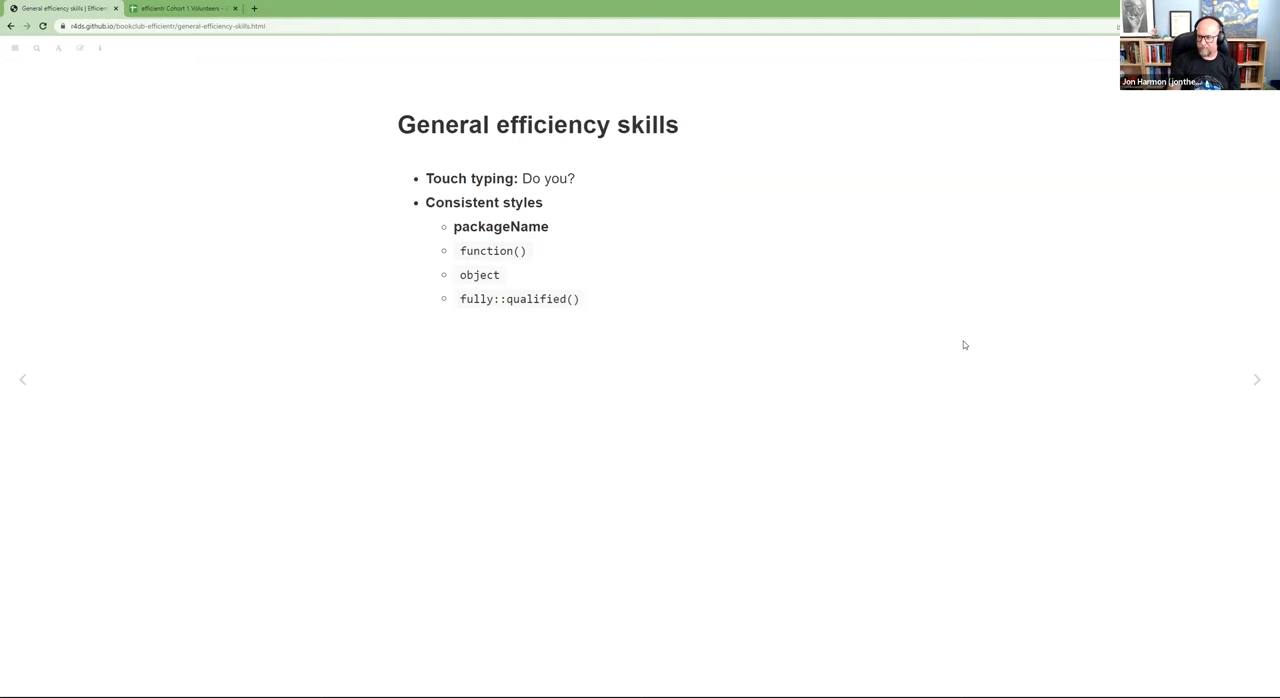 General efficiency skills | Efficien
efficientr Cohort 1 Volunteers -
r4ds.github.io/bookclub-efficientr/general-efficiency-skills.html
Jon Harmon (jonthe...
General efficiency skills
Touch typing: Do you?
Consistent styles
packageName
function()
object
fully::qualified()